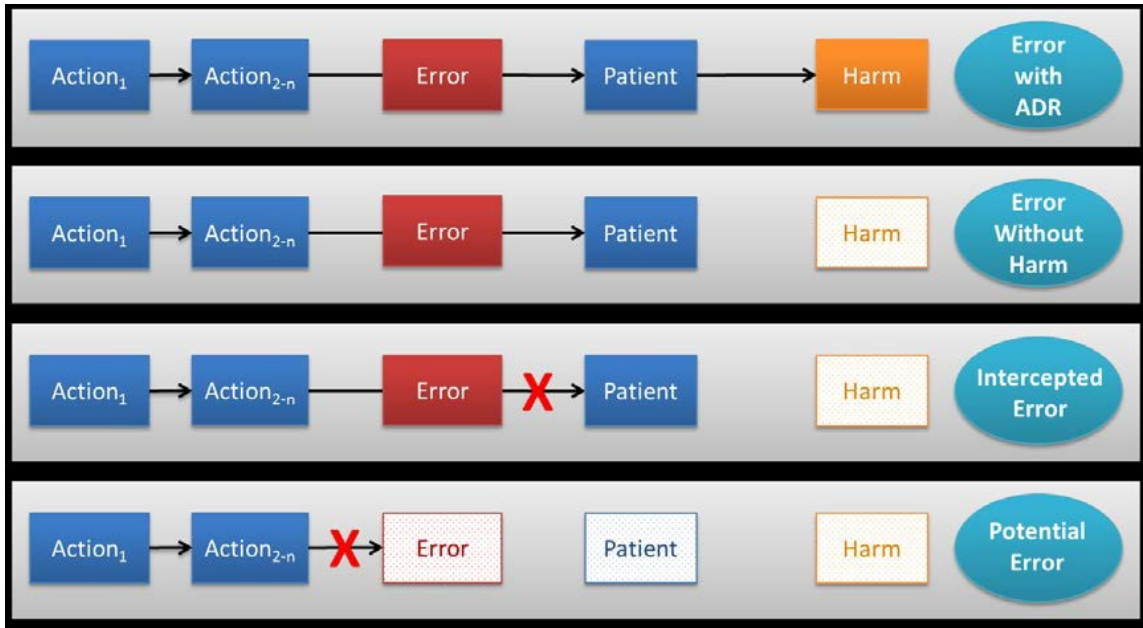 Action₁ Action₂₋ₙ Error Patient Harm Error
with
ADR
Action₁ Action₂₋ₙ Error Patient Harm Error
Without
Harm
Action₁ Action₂₋ₙ Error X Patient Harm Intercepted
Error
Action₁ Action₂₋ₙ X Error Patient Harm Potential
Error